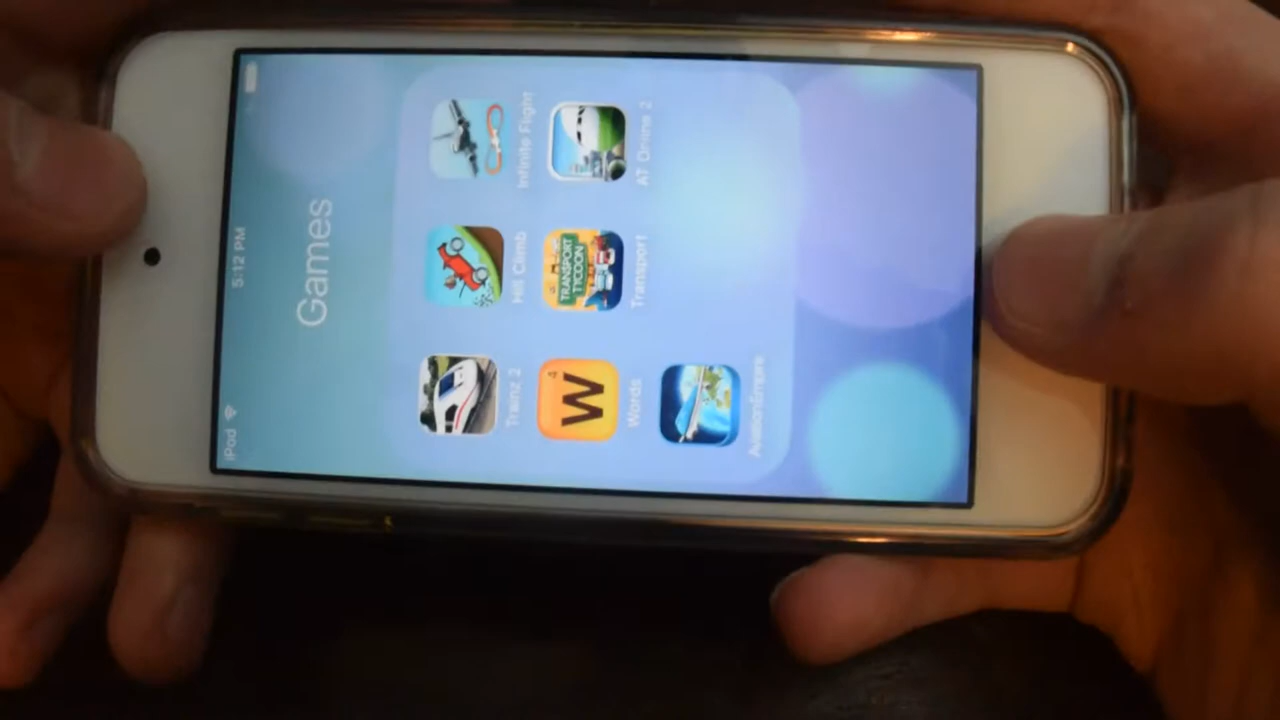 iPod 5:12 PM
Games
Trainz 2 Hill Climb Infinite Flight
4
W
TRANSPORT
TYCOON
Words Transport AT Online 2
AviationEmpire